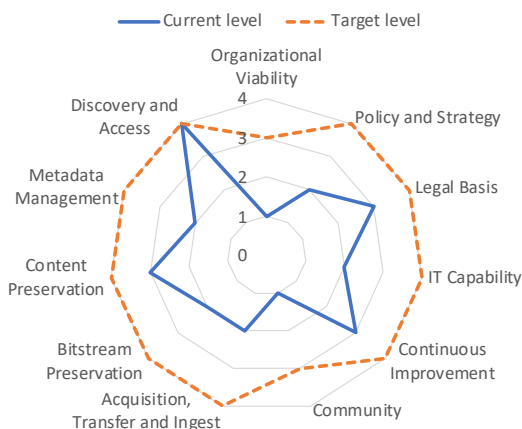 Current level
Target level
Organizational
Viability
Policy and Strategy
Legal Basis
IT Capability
Continuous
Improvement
Community
Acquisition,
Transfer and Ingest
Bitstream
Preservation
Content
Preservation
Metadata
Management
Discovery and
Access
4
3
2
1
0